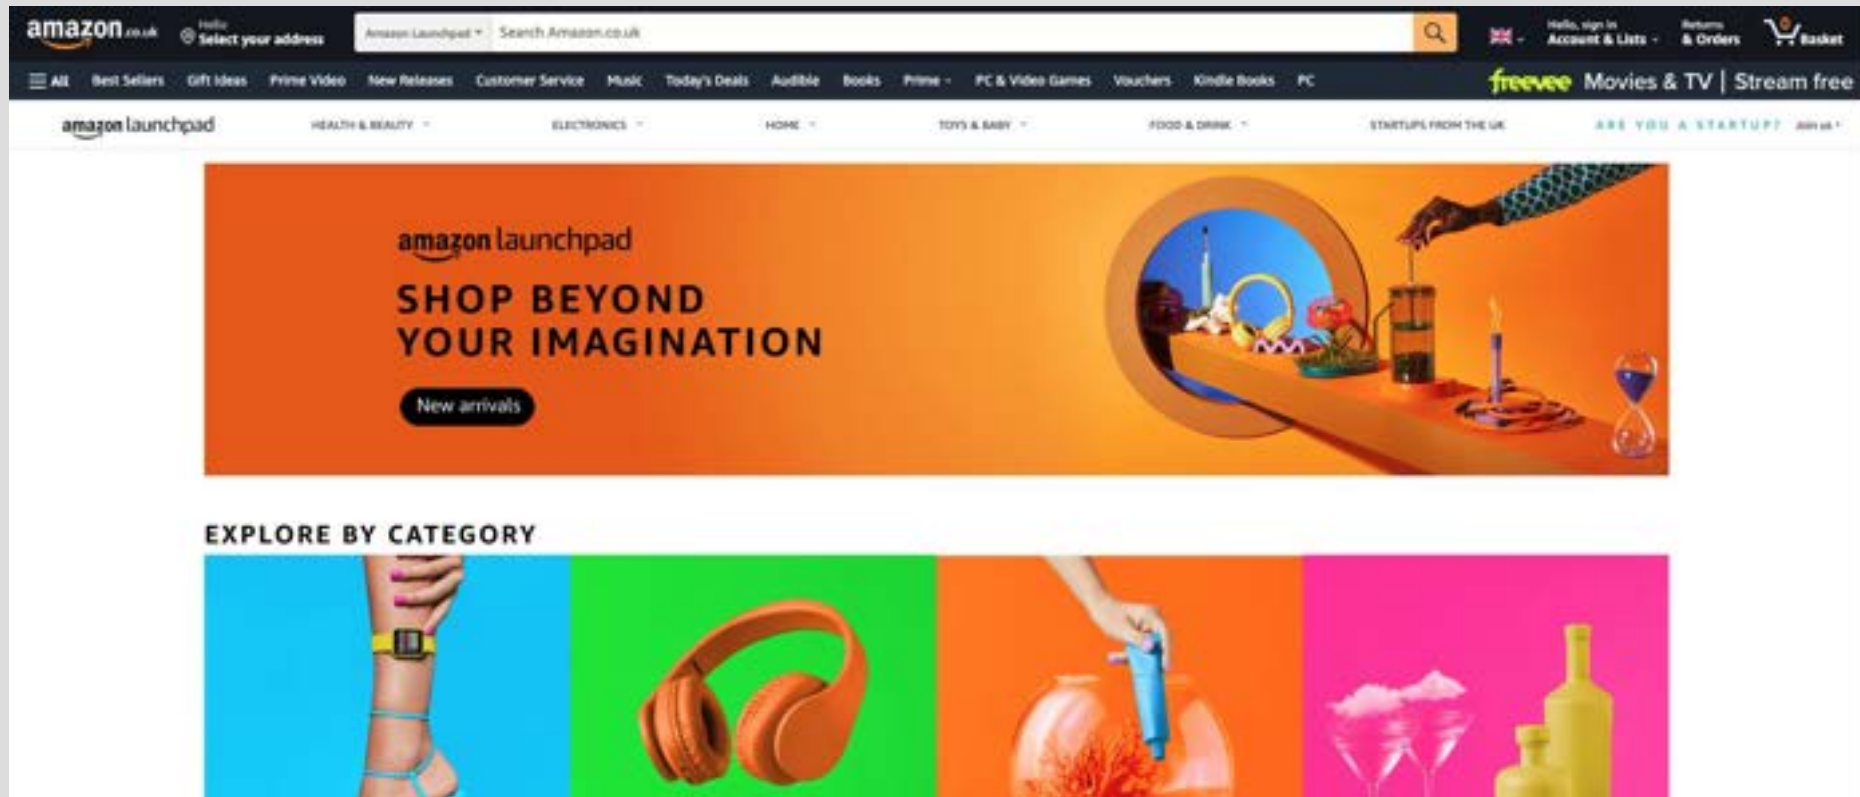 amazon.co.uk
Hello
Select your address
Amazon Launchpad
Search Amazon.co.uk
Hello, sign in
Account & Lists
Returns
& Orders
0
Basket
All
Best Sellers
Gift Ideas
Prime Video
New Releases
Customer Service
Music
Today's Deals
Audible
Books
Prime
PC & Video Games
Vouchers
Kindle Books
PC
freevee Movies & TV | Stream free
amazon launchpad
HEALTH & BEAUTY
ELECTRONICS
HOME
TOYS & BABY
FOOD & DRINK
STARTUPS FROM THE UK
ARE YOU A STARTUP?
Join us
amazon launchpad
SHOP BEYOND
YOUR IMAGINATION
New arrivals
EXPLORE BY CATEGORY